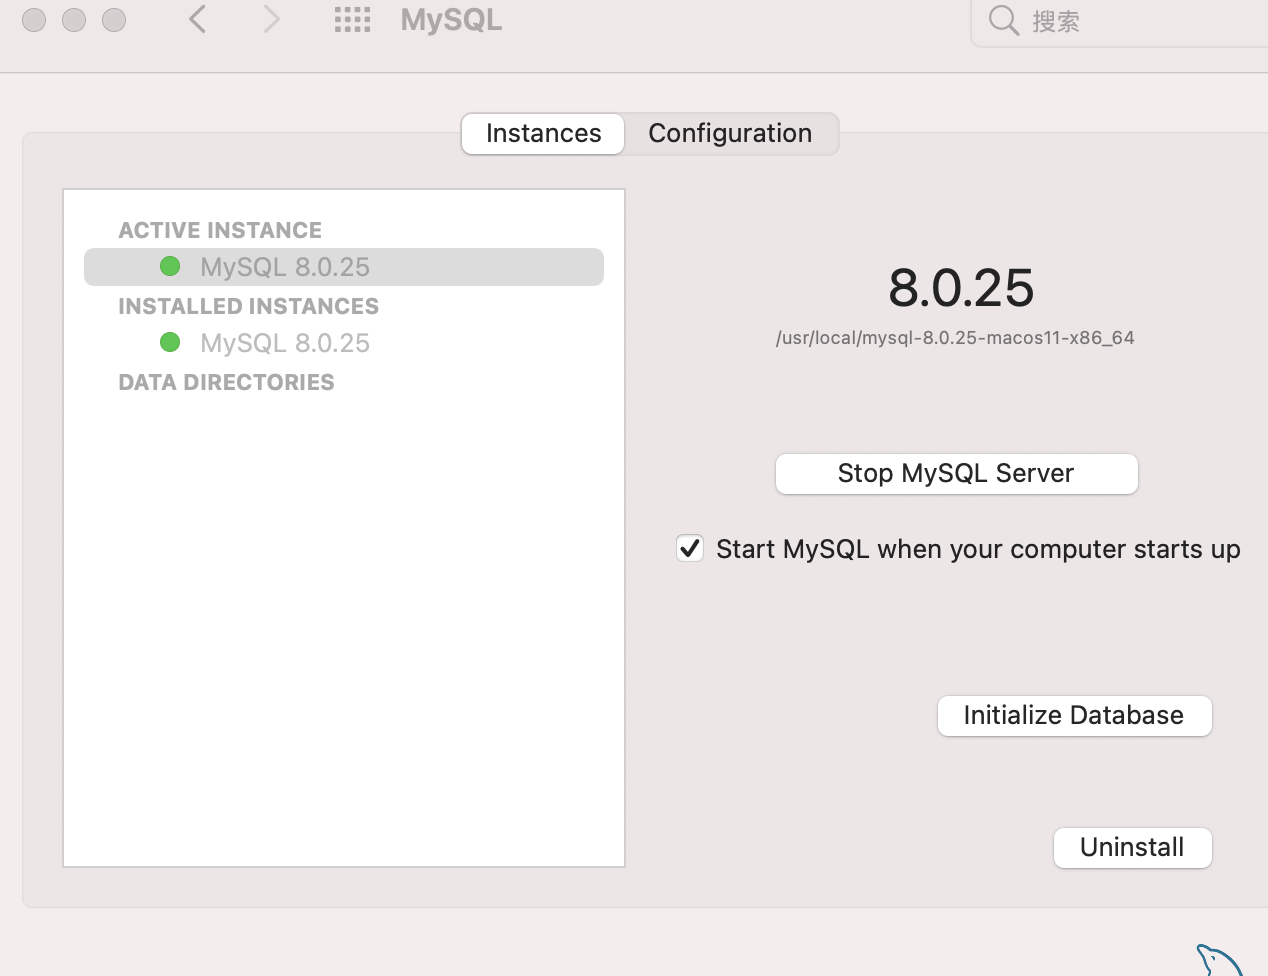 MySQL
搜索
Instances
Configuration
ACTIVE INSTANCE
MySQL 8.0.25
INSTALLED INSTANCES
MySQL 8.0.25
DATA DIRECTORIES
8.0.25
/usr/local/mysql-8.0.25-macos11-x86_64
Stop MySQL Server
Start MySQL when your computer starts up
Initialize Database
Uninstall